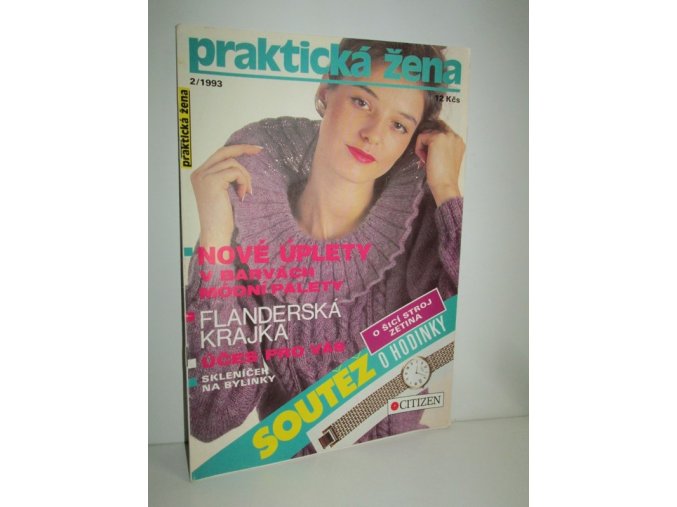 praktická žena
2/1993
12 Kčs
praktická žena
NOVÉ ÚPLETY
V BARVÁCH
MÓDNÍ PALETY
FLANDERSKÁ
KRAJKA
ÚČES PRO VÁS
SKLENÍČEK
NA BYLINKY
O ŠICÍ STROJ
ZETINA
SOUTĚŽ
O HODINKY
CITIZEN